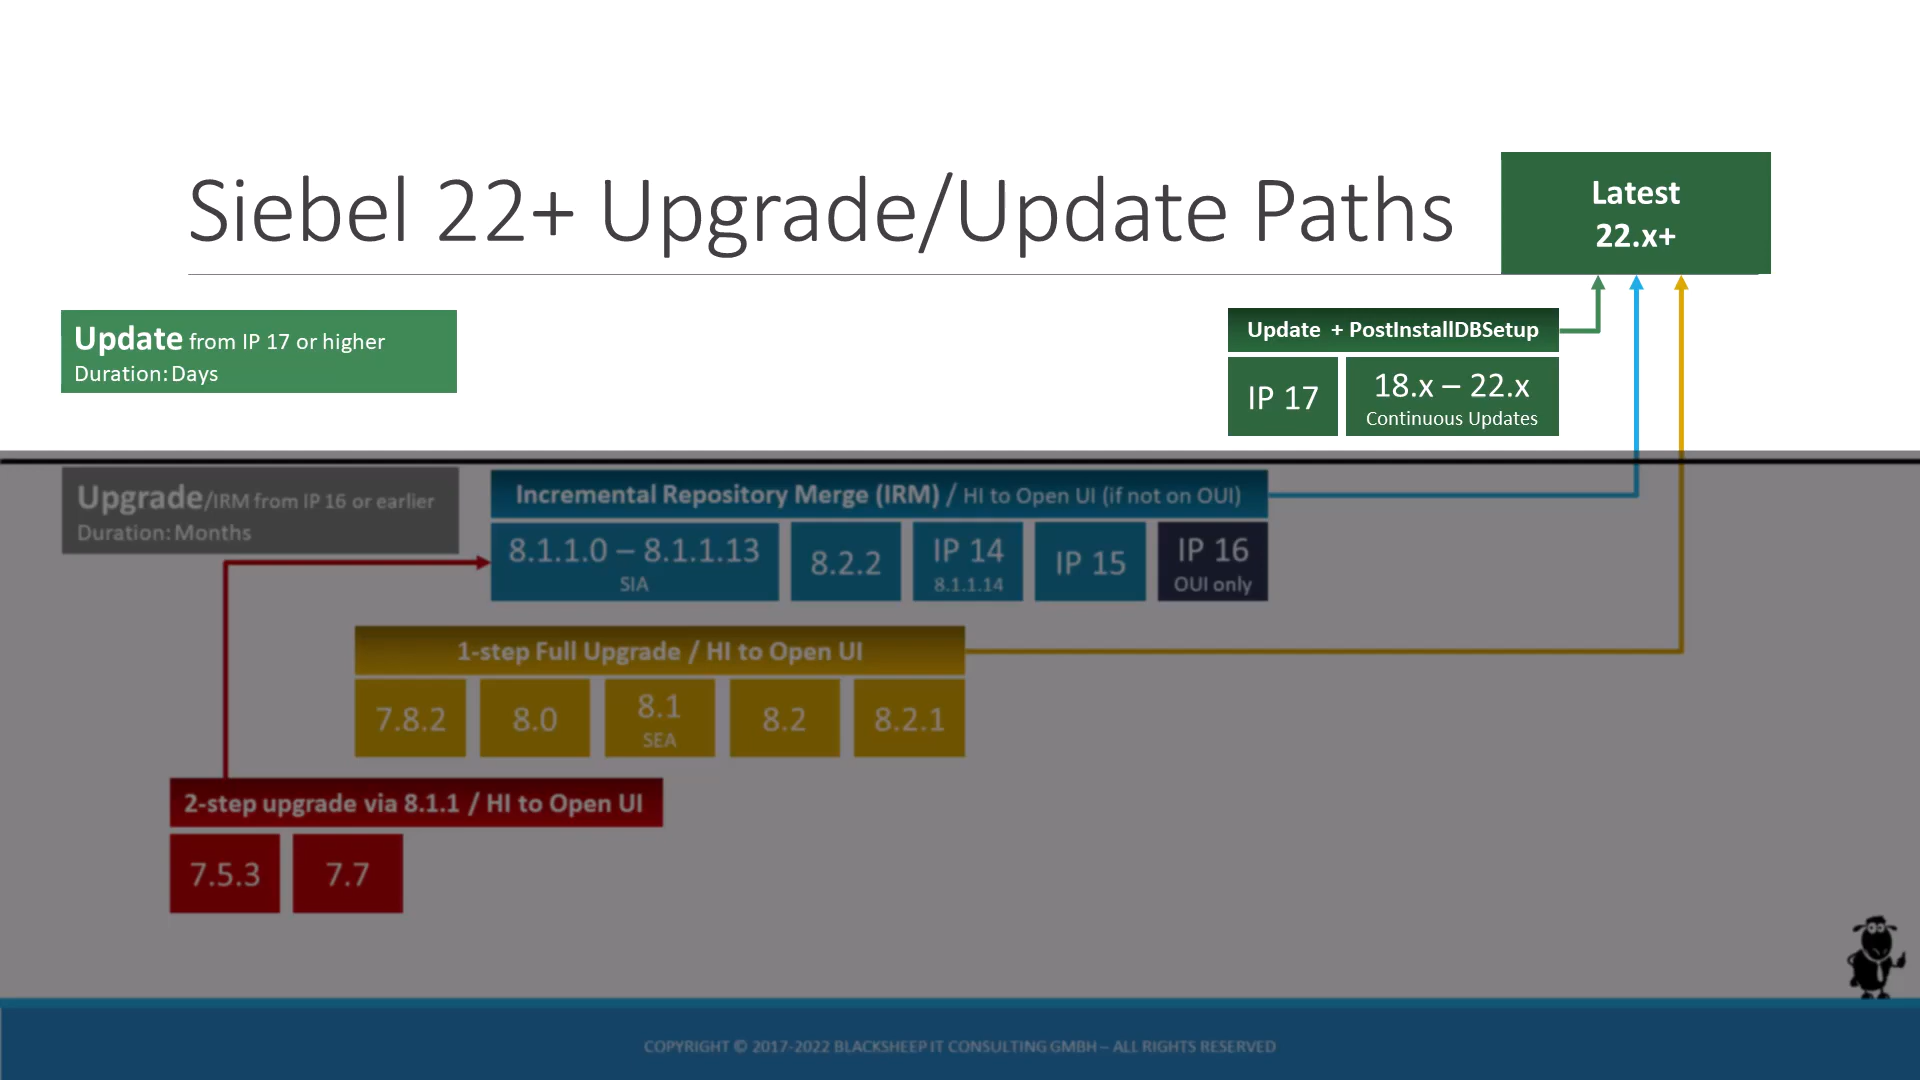 Siebel 22+ Upgrade/Update Paths
Latest
22.x+
Update from IP 17 or higher
Duration: Days
Update + PostInstallDBSetup
IP 17
18.x – 22.x
Continuous Updates
Upgrade/IRM from IP 16 or earlier
Duration: Months
Incremental Repository Merge (IRM) / HI to Open UI (if not on OUI)
8.1.1.0 – 8.1.1.13
SIA
8.2.2
IP 14
8.1.1.14
IP 15
IP 16
OUI only
1-step Full Upgrade / HI to Open UI
7.8.2
8.0
8.1
SEA
8.2
8.2.1
2-step upgrade via 8.1.1 / HI to Open UI
7.5.3
7.7
COPYRIGHT © 2017-2022 BLACKSHEEP IT CONSULTING GMBH – ALL RIGHTS RESERVED